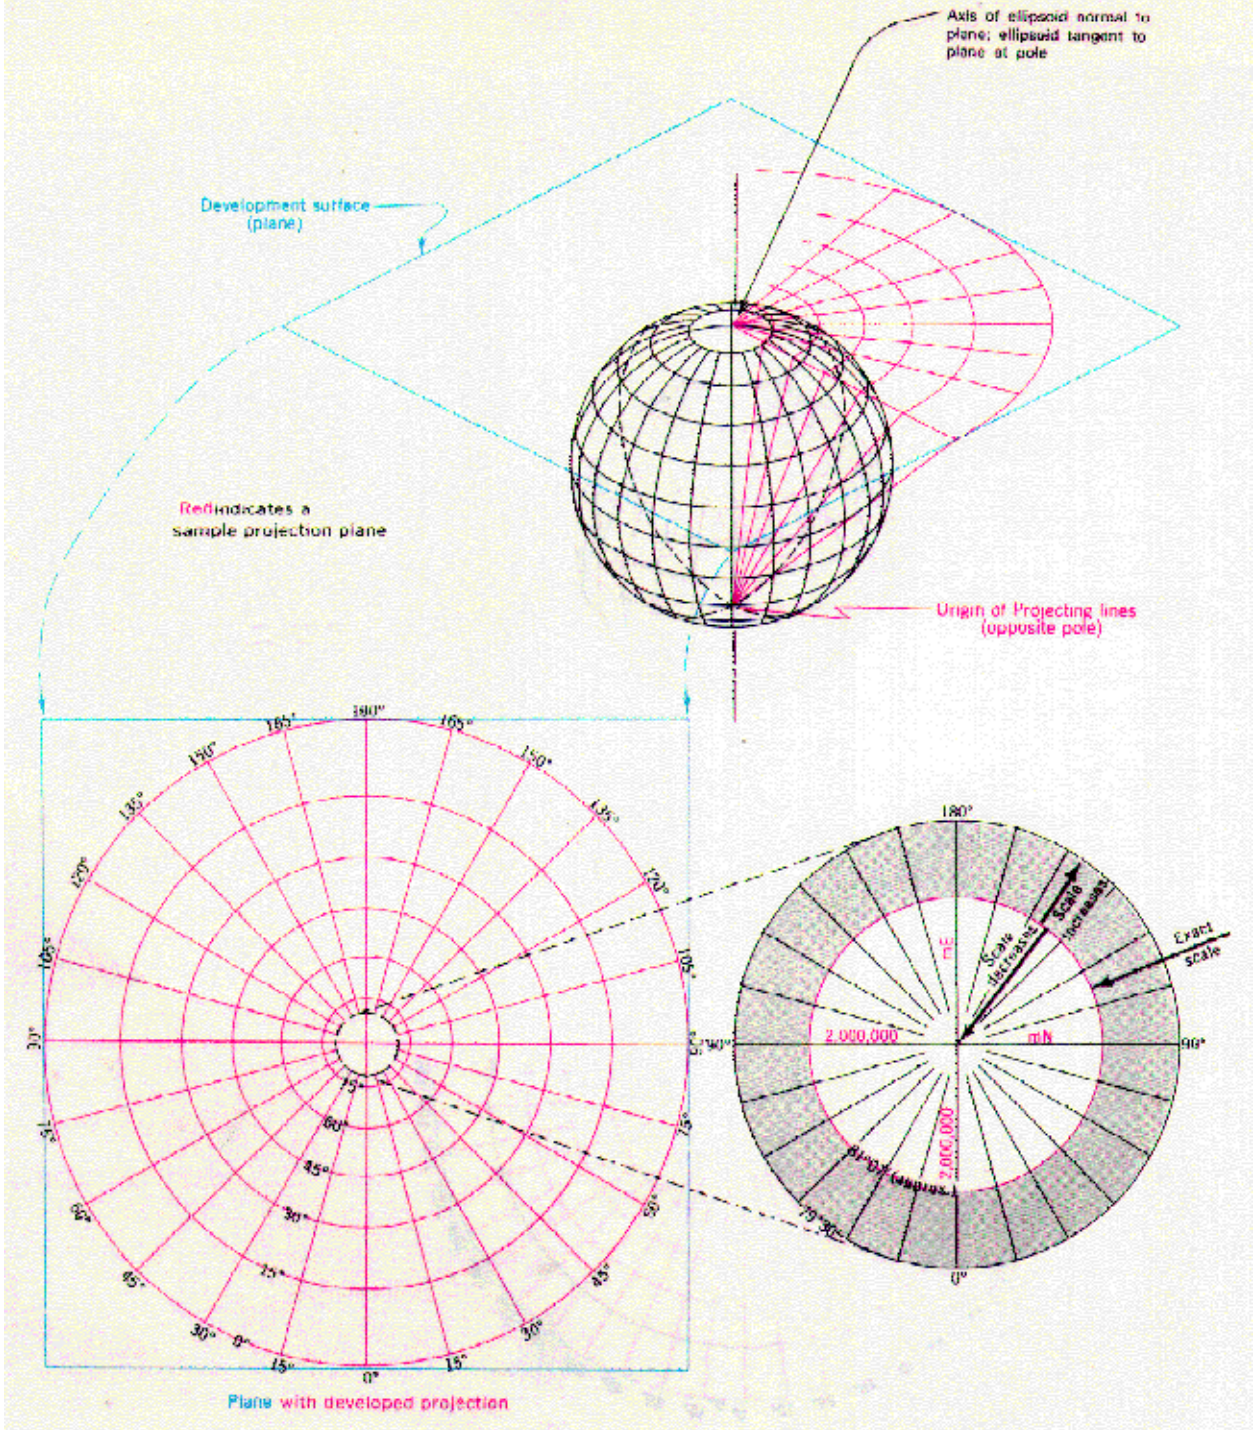 Axis of ellipsoid normal to
plane; ellipsoid tangent to
plane at pole
Development surface
(plane)
Red indicates a
sample projection plane
Origin of Projecting lines
(opposite pole)
180°
165°
165°
150°
150°
135°
135°
120°
120°
105°
105°
90°
75°
75°
60°
45°
45°
30°
30°
15°
15°
0°
75°
60°
45°
30°
15°
0°
Plane with developed projection
180°
Scale
increases
Scale
decreases
Exact
scale
mE
2,000,000
mN
90°
90°
2,000,000
79°30'
0°